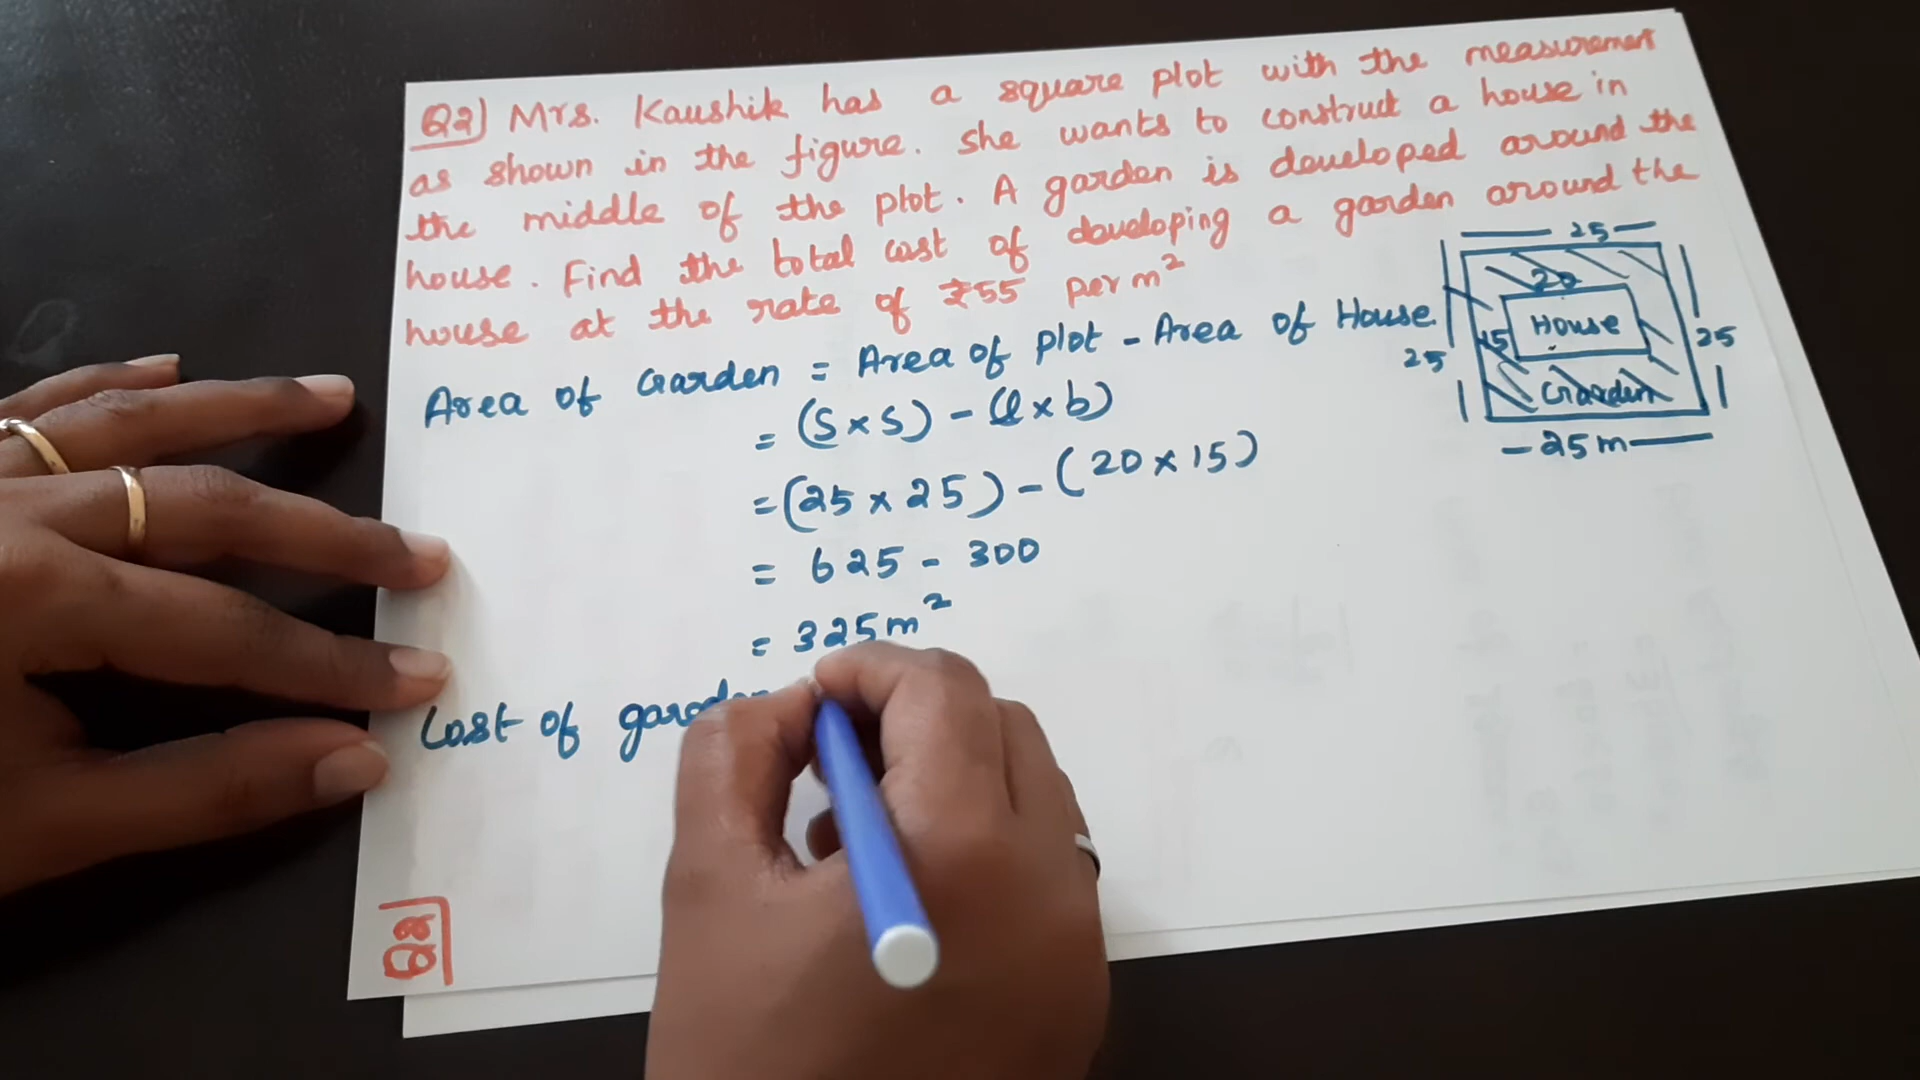 Q2) Mrs. Kaushik has a square plot with the measurement
as shown in the figure. She wants to construct a house in
the middle of the plot. A garden is developed around the
house. Find the total cost of developing a garden around the
house at the rate of ₹55 per m²
25
20
House
15
25
25
Garden
25m
Area of Garden = Area of plot - Area of House
= (S × S) - (l × b)
= (25 × 25) - (20 × 15)
= 625 - 300
= 325m²
Cost of garden
Q2